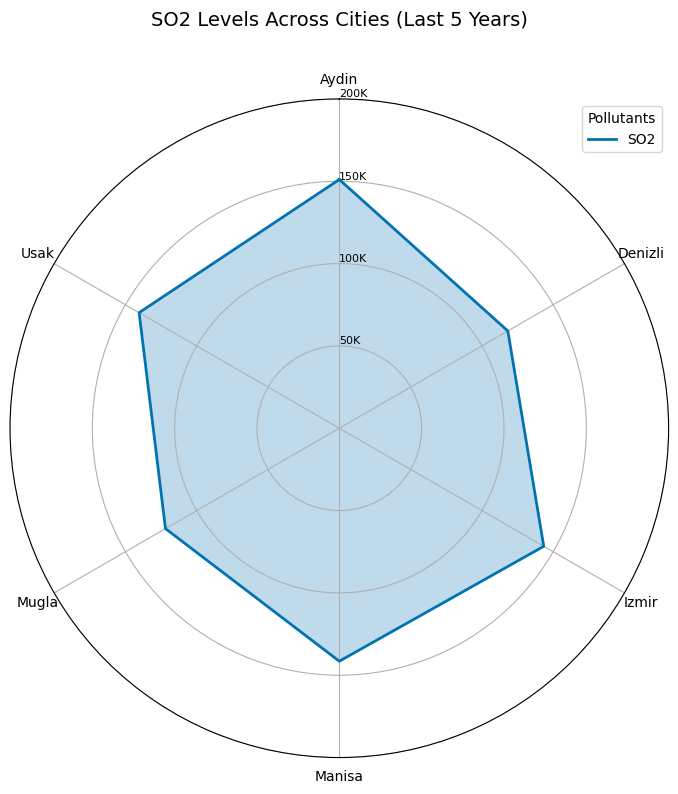 SO2 Levels Across Cities (Last 5 Years)
Aydin
200K
Pollutants
SO2
150K
Usak
Denizli
100K
50K
Mugla
Izmir
Manisa